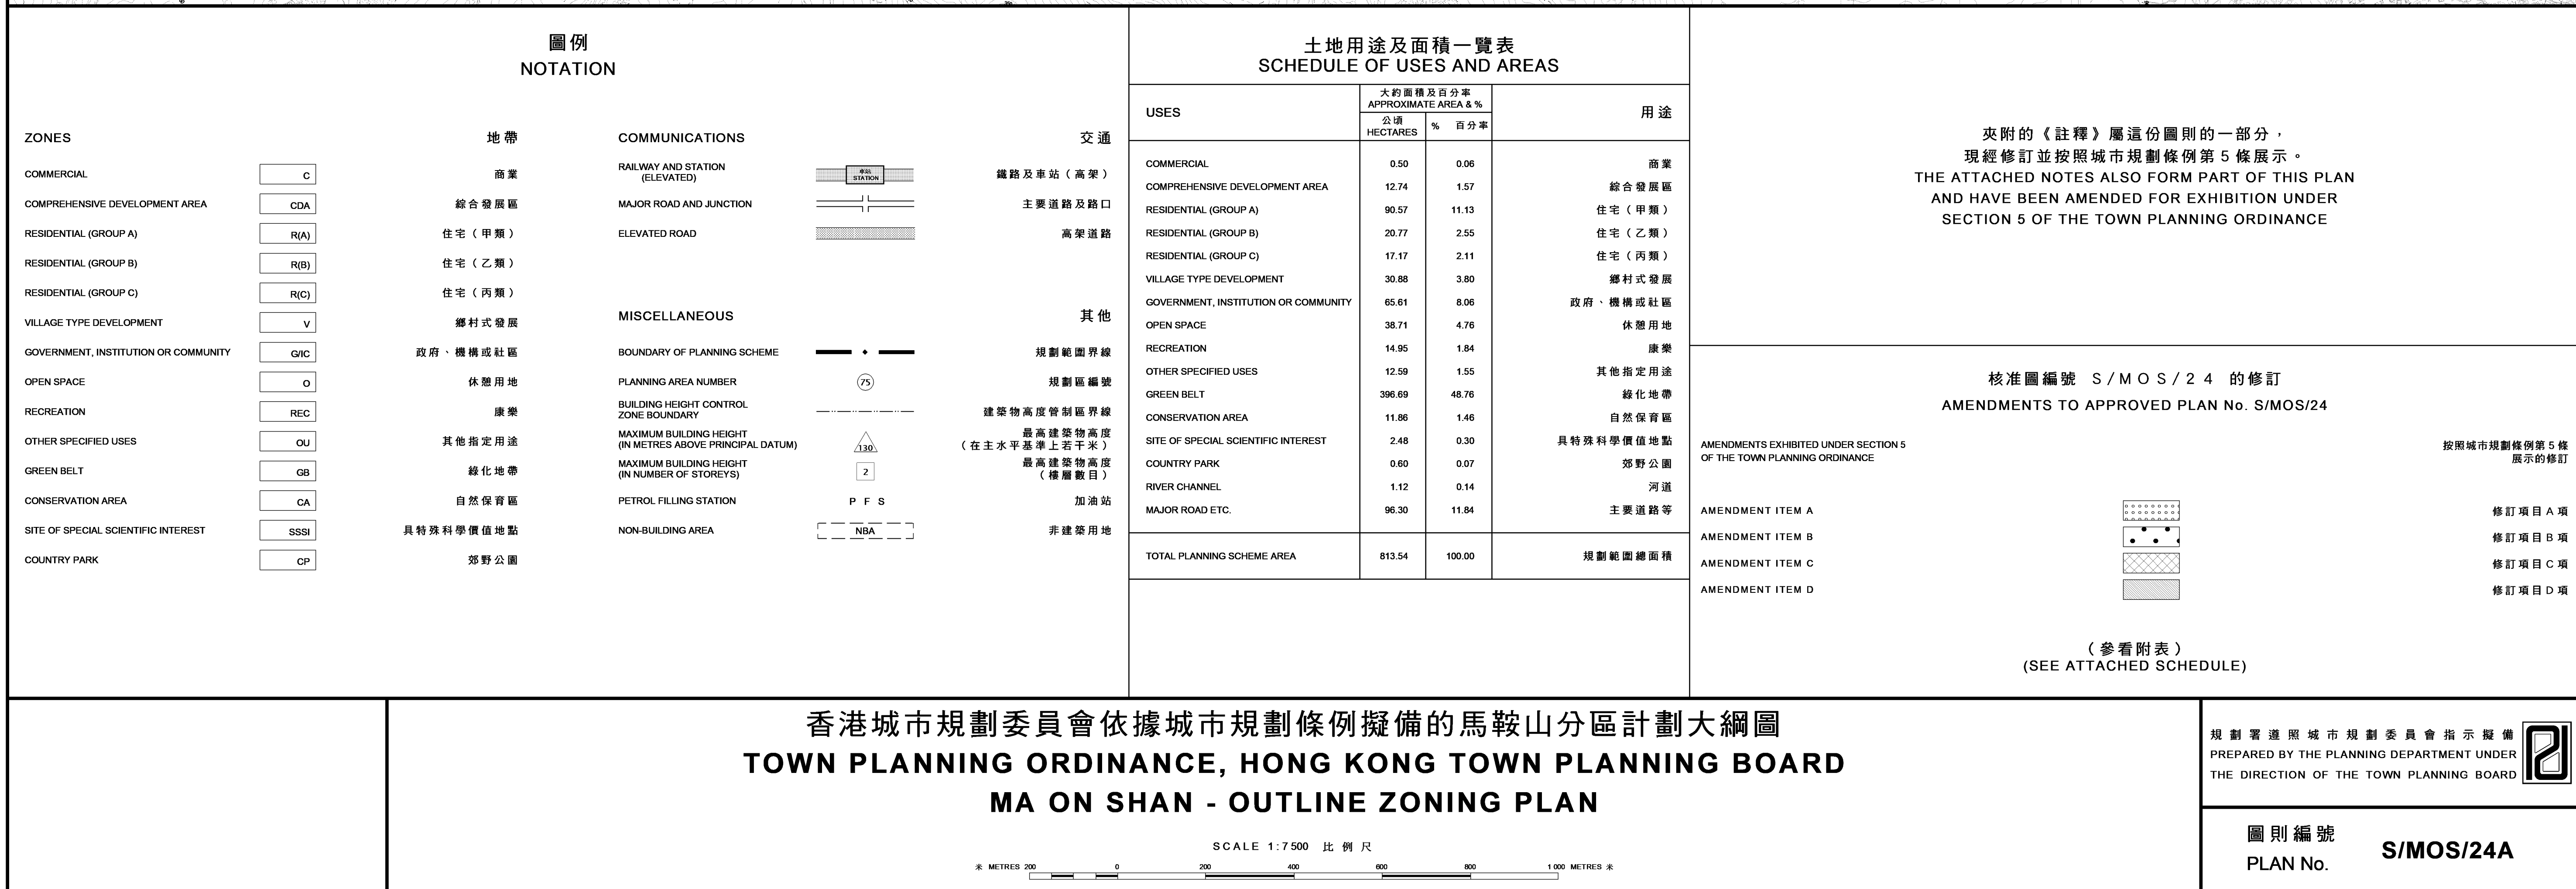 圖例
NOTATION
ZONES 地帶
COMMERCIAL C 商業
COMPREHENSIVE DEVELOPMENT AREA CDA 綜合發展區
RESIDENTIAL (GROUP A) R(A) 住宅（甲類）
RESIDENTIAL (GROUP B) R(B) 住宅（乙類）
RESIDENTIAL (GROUP C) R(C) 住宅（丙類）
VILLAGE TYPE DEVELOPMENT V 鄉村式發展
GOVERNMENT, INSTITUTION OR COMMUNITY G/IC 政府、機構或社區
OPEN SPACE O 休憩用地
RECREATION REC 康樂
OTHER SPECIFIED USES OU 其他指定用途
GREEN BELT GB 綠化地帶
CONSERVATION AREA CA 自然保育區
SITE OF SPECIAL SCIENTIFIC INTEREST SSSI 具特殊科學價值地點
COUNTRY PARK CP 郊野公園
COMMUNICATIONS 交通
RAILWAY AND STATION
(ELEVATED)
車站
STATION
鐵路及車站（高架）
MAJOR ROAD AND JUNCTION 主要道路及路口
ELEVATED ROAD 高架道路
MISCELLANEOUS 其他
BOUNDARY OF PLANNING SCHEME 規劃範圍界線
PLANNING AREA NUMBER 75 規劃區編號
BUILDING HEIGHT CONTROL
ZONE BOUNDARY
建築物高度管制區界線
MAXIMUM BUILDING HEIGHT
(IN METRES ABOVE PRINCIPAL DATUM)
130
最高建築物高度
（在主水平基準上若干米）
MAXIMUM BUILDING HEIGHT
(IN NUMBER OF STOREYS)
2
最高建築物高度
（樓層數目）
PETROL FILLING STATION P F S 加油站
NON-BUILDING AREA NBA 非建築用地
土地用途及面積一覽表
SCHEDULE OF USES AND AREAS
USES
大約面積及百分率
APPROXIMATE AREA & %
公頃
HECTARES
% 百分率
用途
COMMERCIAL 0.50 0.06 商業
COMPREHENSIVE DEVELOPMENT AREA 12.74 1.57 綜合發展區
RESIDENTIAL (GROUP A) 90.57 11.13 住宅（甲類）
RESIDENTIAL (GROUP B) 20.77 2.55 住宅（乙類）
RESIDENTIAL (GROUP C) 17.17 2.11 住宅（丙類）
VILLAGE TYPE DEVELOPMENT 30.88 3.80 鄉村式發展
GOVERNMENT, INSTITUTION OR COMMUNITY 65.61 8.06 政府、機構或社區
OPEN SPACE 38.71 4.76 休憩用地
RECREATION 14.95 1.84 康樂
OTHER SPECIFIED USES 12.59 1.55 其他指定用途
GREEN BELT 396.69 48.76 綠化地帶
CONSERVATION AREA 11.86 1.46 自然保育區
SITE OF SPECIAL SCIENTIFIC INTEREST 2.48 0.30 具特殊科學價值地點
COUNTRY PARK 0.60 0.07 郊野公園
RIVER CHANNEL 1.12 0.14 河道
MAJOR ROAD ETC. 96.30 11.84 主要道路等
TOTAL PLANNING SCHEME AREA 813.54 100.00 規劃範圍總面積
夾附的《註釋》屬這份圖則的一部分，
現經修訂並按照城市規劃條例第5條展示。
THE ATTACHED NOTES ALSO FORM PART OF THIS PLAN
AND HAVE BEEN AMENDED FOR EXHIBITION UNDER
SECTION 5 OF THE TOWN PLANNING ORDINANCE
核准圖編號 S/MOS/24 的修訂
AMENDMENTS TO APPROVED PLAN No. S/MOS/24
AMENDMENTS EXHIBITED UNDER SECTION 5
OF THE TOWN PLANNING ORDINANCE
按照城市規劃條例第5條
展示的修訂
AMENDMENT ITEM A 修訂項目A項
AMENDMENT ITEM B 修訂項目B項
AMENDMENT ITEM C 修訂項目C項
AMENDMENT ITEM D 修訂項目D項
（參看附表）
(SEE ATTACHED SCHEDULE)
香港城市規劃委員會依據城市規劃條例擬備的馬鞍山分區計劃大綱圖
TOWN PLANNING ORDINANCE, HONG KONG TOWN PLANNING BOARD
MA ON SHAN - OUTLINE ZONING PLAN
SCALE 1:7 500 比例尺
米 METRES 200 0 200 400 600 800 1 000 METRES 米
規劃署遵照城市規劃委員會指示擬備
PREPARED BY THE PLANNING DEPARTMENT UNDER
THE DIRECTION OF THE TOWN PLANNING BOARD
圖則編號
PLAN No.
S/MOS/24A